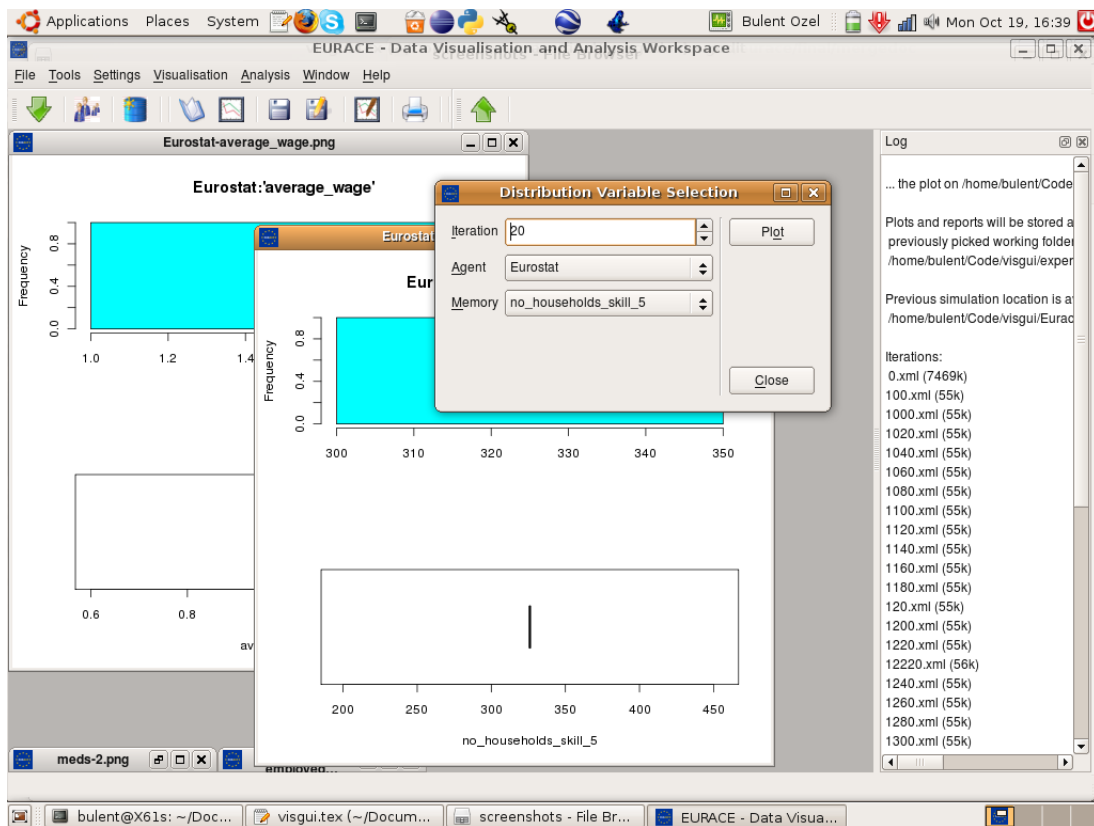 Applications Places System
Bulent Ozel
Mon Oct 19, 16:39
EURACE - Data Visualisation and Analysis Workspace
screenshots - File Browser
File Tools Settings Visualisation Analysis Window Help
Eurostat-average_wage.png
Eurostat:'average_wage'
Frequency
0.0 0.4 0.8
1.0 1.2 1.4
0.6 0.8
av
Eurostat
Eur
Frequency
0.0 0.4 0.8
300 310 320 330 340 350
200 250 300 350 400 450
no_households_skill_5
Distribution Variable Selection
Iteration 20
Plot
Agent Eurostat
Memory no_households_skill_5
Close
meds-2.png
employed...
Log
... the plot on /home/bulent/Code
Plots and reports will be stored a
previously picked working folder
/home/bulent/Code/visgui/exper
Previous simulation location is a
/home/bulent/Code/visgui/Eurac
Iterations:
0.xml (7469k)
100.xml (55k)
1000.xml (55k)
1020.xml (55k)
1040.xml (55k)
1060.xml (55k)
1080.xml (55k)
1100.xml (55k)
1120.xml (55k)
1140.xml (55k)
1160.xml (55k)
1180.xml (55k)
120.xml (55k)
1200.xml (55k)
1220.xml (55k)
12220.xml (56k)
1240.xml (55k)
1260.xml (55k)
1280.xml (55k)
1300.xml (55k)
bulent@X61s: ~/Doc...
visgui.tex (~/Docum...
screenshots - File Br...
EURACE - Data Visua...